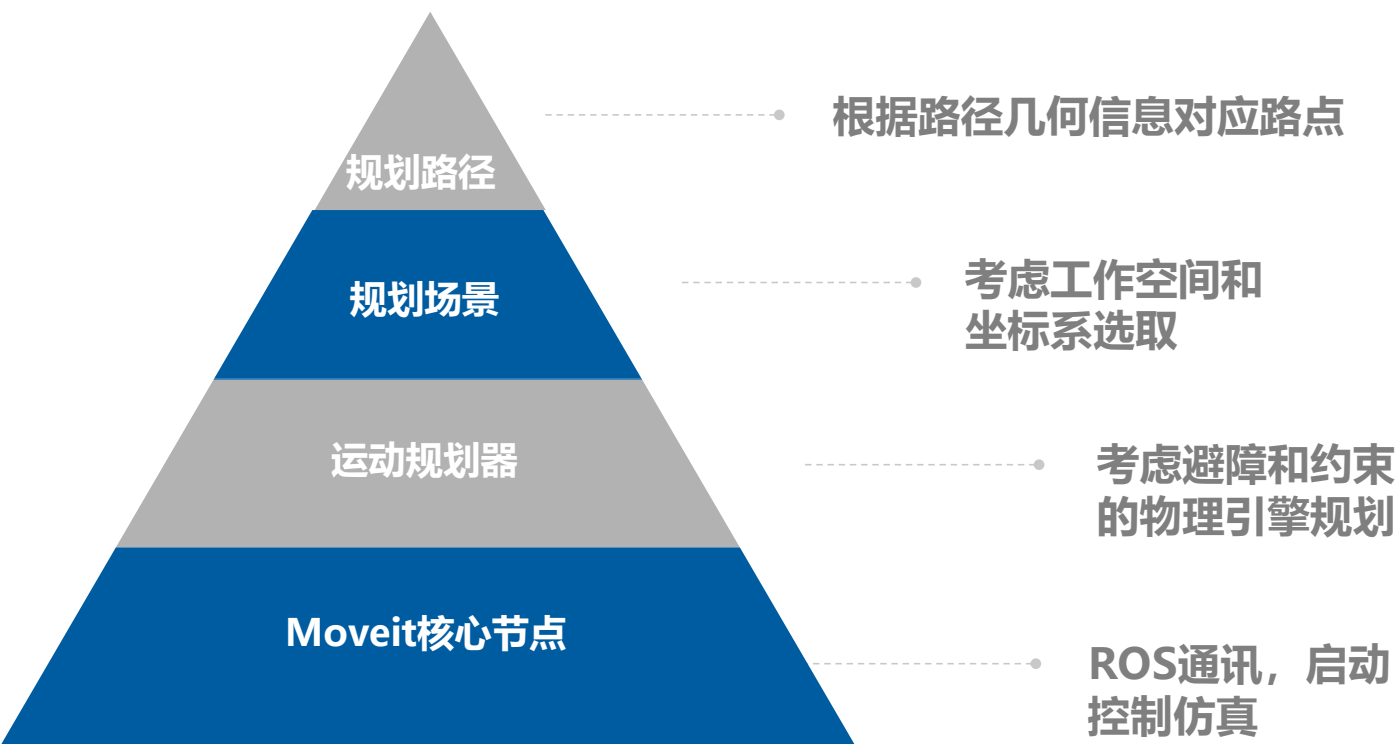 规划路径
根据路径几何信息对应路点
规划场景
考虑工作空间和
坐标系选取
运动规划器
考虑避障和约束
的物理引擎规划
Moveit核心节点
ROS通讯，启动
控制仿真